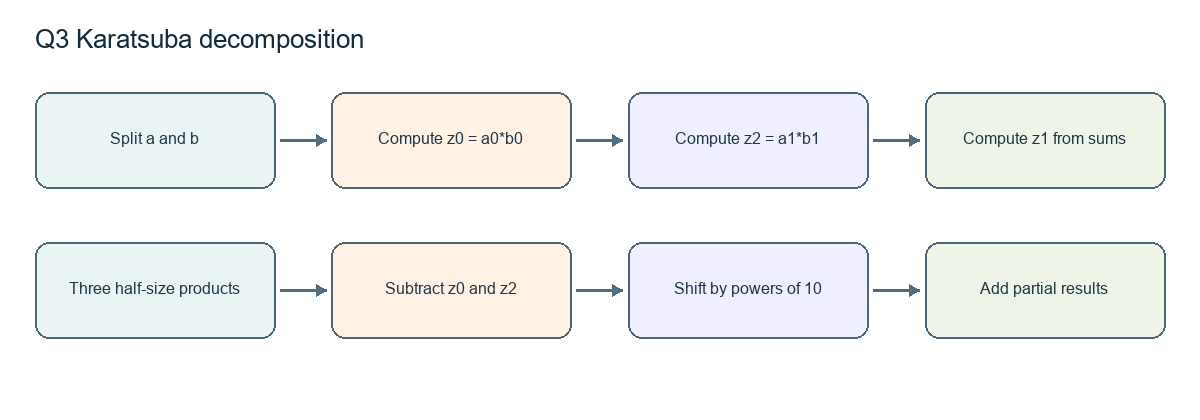 Q3 Karatsuba decomposition
Split a and b
Compute z0 = a0*b0
Compute z2 = a1*b1
Compute z1 from sums
Three half-size products
Subtract z0 and z2
Shift by powers of 10
Add partial results